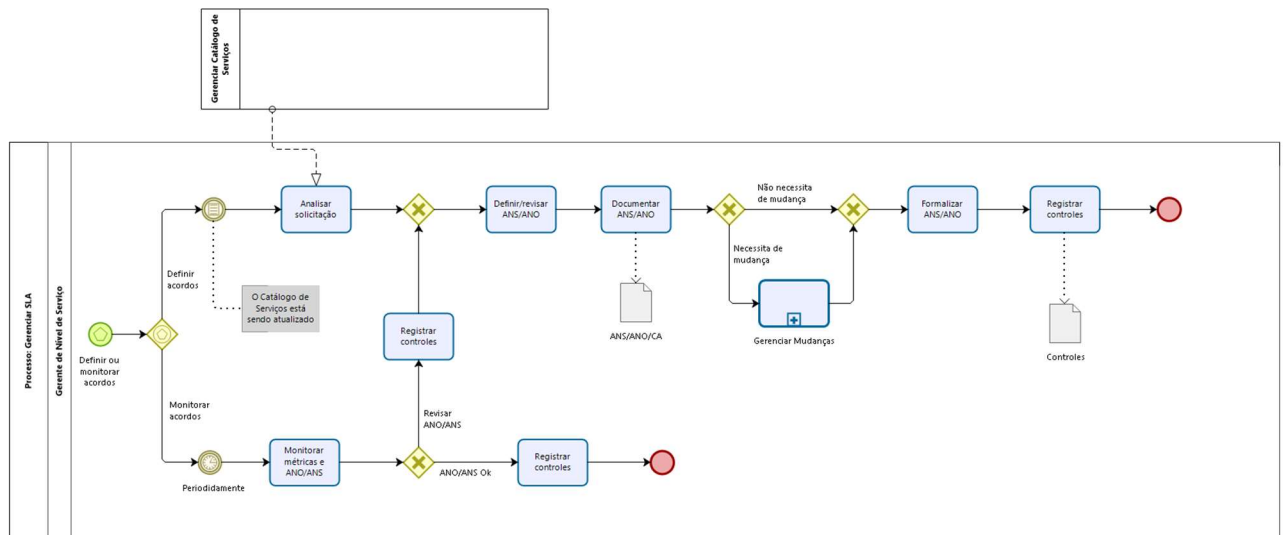 Gerenciar Catálogo de
Serviços
Processo: Gerenciar SLA
Gerente de Nível de Serviço
Definir ou
monitorar
acordos
Definir
acordos
O Catálogo de
Serviços está
sendo atualizado
Analisar
solicitação
Definir/revisar
ANS/ANO
Documentar
ANS/ANO
ANS/ANO/CA
Não necessita
de mudança
Necessita de
mudança
Gerenciar Mudanças
Formalizar
ANS/ANO
Registrar
controles
Controles
Registrar
controles
Monitorar
acordos
Periodidamente
Monitorar
métricas e
ANO/ANS
Revisar
ANO/ANS
ANO/ANS Ok
Registrar
controles